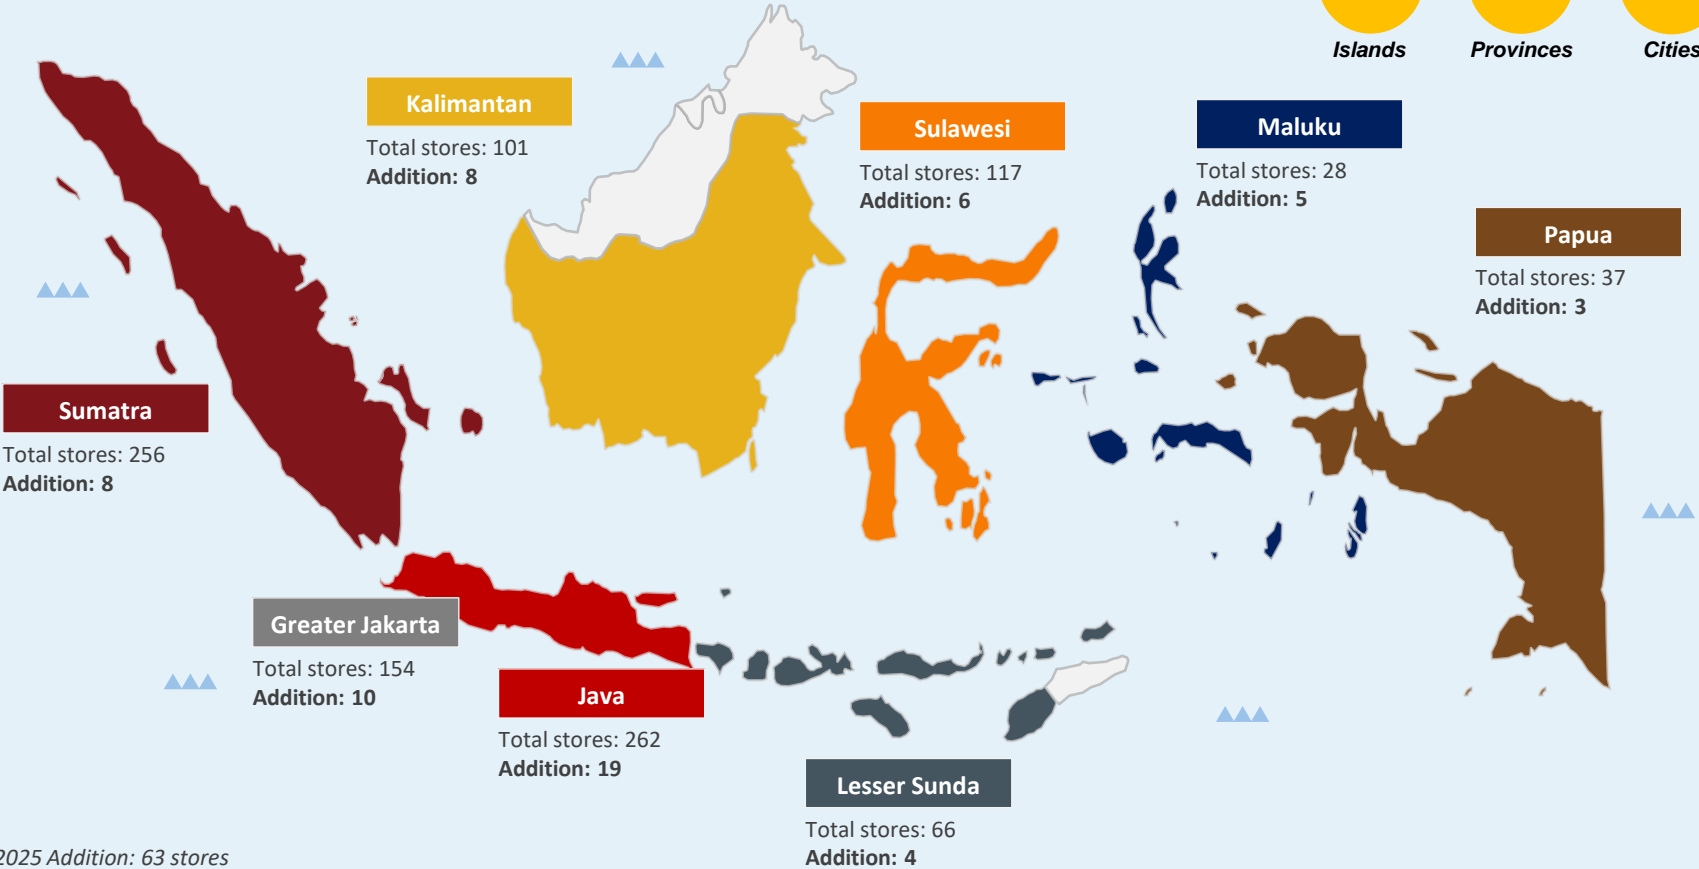 Islands
Provinces
Cities
Kalimantan
Total stores: 101
Addition: 8
Sulawesi
Total stores: 117
Addition: 6
Maluku
Total stores: 28
Addition: 5
Papua
Total stores: 37
Addition: 3
Sumatra
Total stores: 256
Addition: 8
Greater Jakarta
Total stores: 154
Addition: 10
Java
Total stores: 262
Addition: 19
Lesser Sunda
Total stores: 66
Addition: 4
2025 Addition: 63 stores